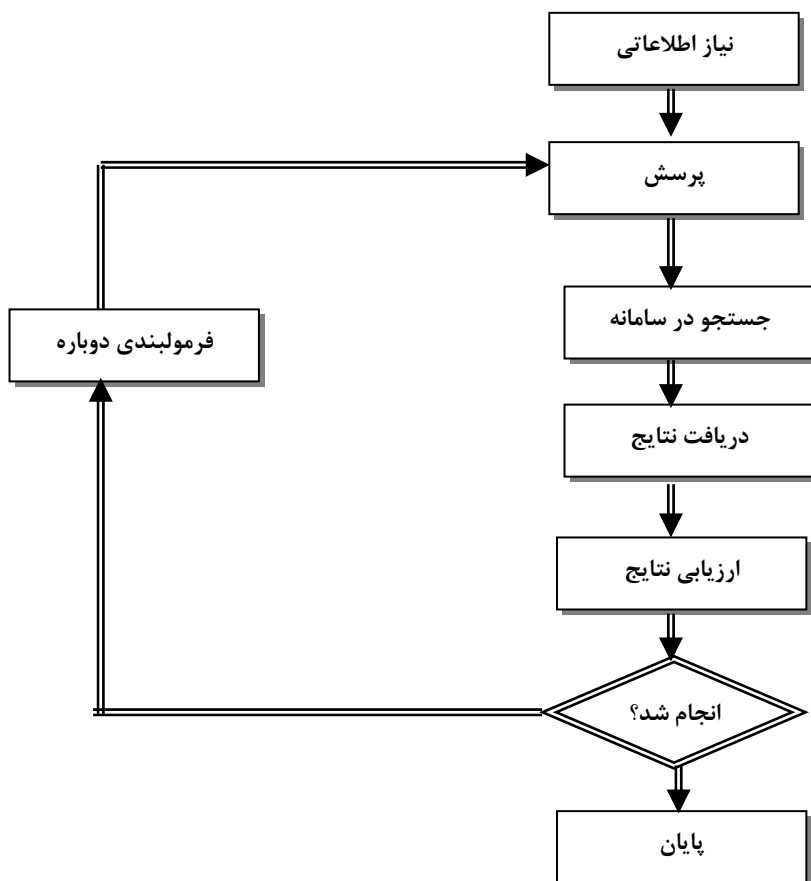 نیاز اطلاعاتی
پرسش
جستجو در سامانه
فرمولبندی دوباره
دریافت نتایج
ارزیابی نتایج
انجام شد؟
پایان